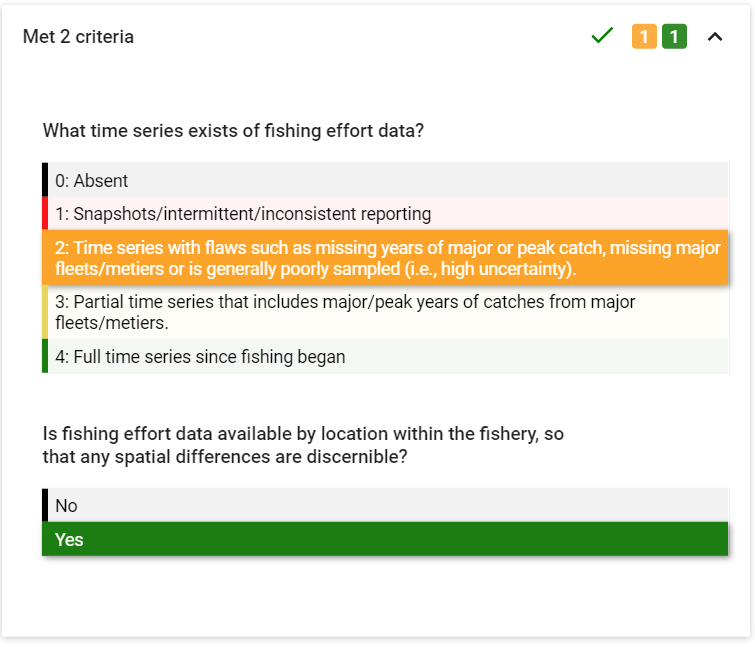 Met 2 criteria
1 1
What time series exists of fishing effort data?
0: Absent
1: Snapshots/intermittent/inconsistent reporting
2: Time series with flaws such as missing years of major or peak catch, missing major
fleets/metiers or is generally poorly sampled (i.e., high uncertainty).
3: Partial time series that includes major/peak years of catches from major
fleets/metiers.
4: Full time series since fishing began
Is fishing effort data available by location within the fishery, so
that any spatial differences are discernible?
No
Yes